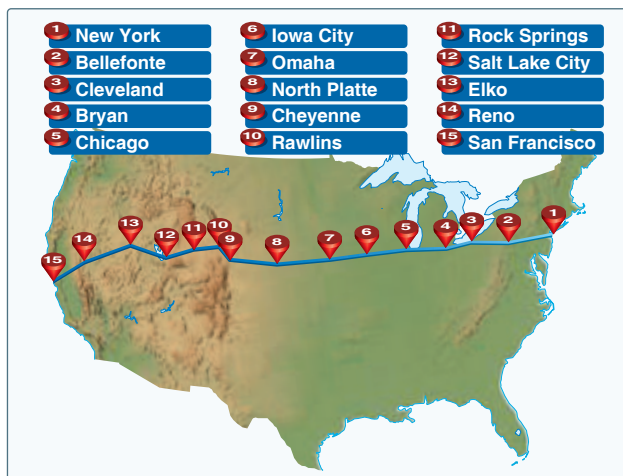 1 New York
2 Bellefonte
3 Cleveland
4 Bryan
5 Chicago
6 Iowa City
7 Omaha
8 North Platte
9 Cheyenne
10 Rawlins
11 Rock Springs
12 Salt Lake City
13 Elko
14 Reno
15 San Francisco
15
14
13
12
11
10
9
8
7
6
5
4
3
2
1